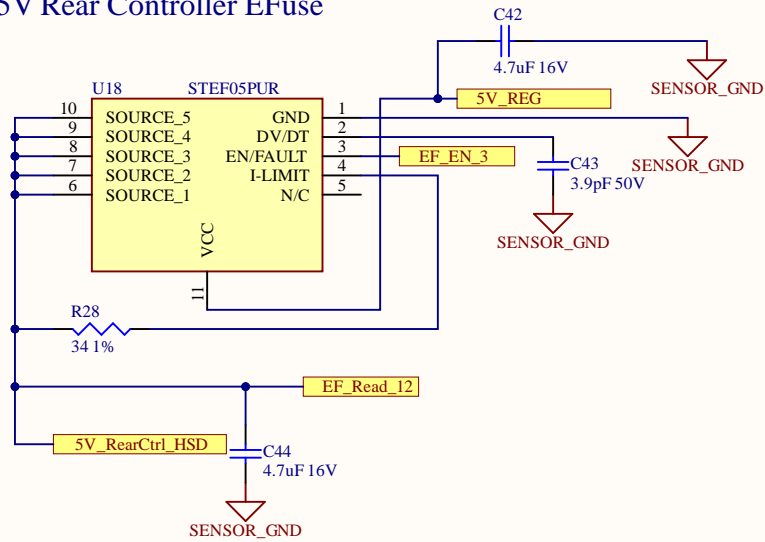 5V Rear Controller EFuse
C42
4.7uF 16V
SENSOR_GND
U18
STEF05PUR
5V_REG
10
SOURCE_5
GND
1
9
SOURCE_4
DV/DT
2
8
SOURCE_3
EN/FAULT
3
EF_EN_3
7
SOURCE_2
I-LIMIT
4
6
SOURCE_1
N/C
5
SENSOR_GND
C43
3.9pF 50V
SENSOR_GND
VCC
11
R28
34 1%
EF_Read_12
5V_RearCtrl_HSD
C44
4.7uF 16V
SENSOR_GND